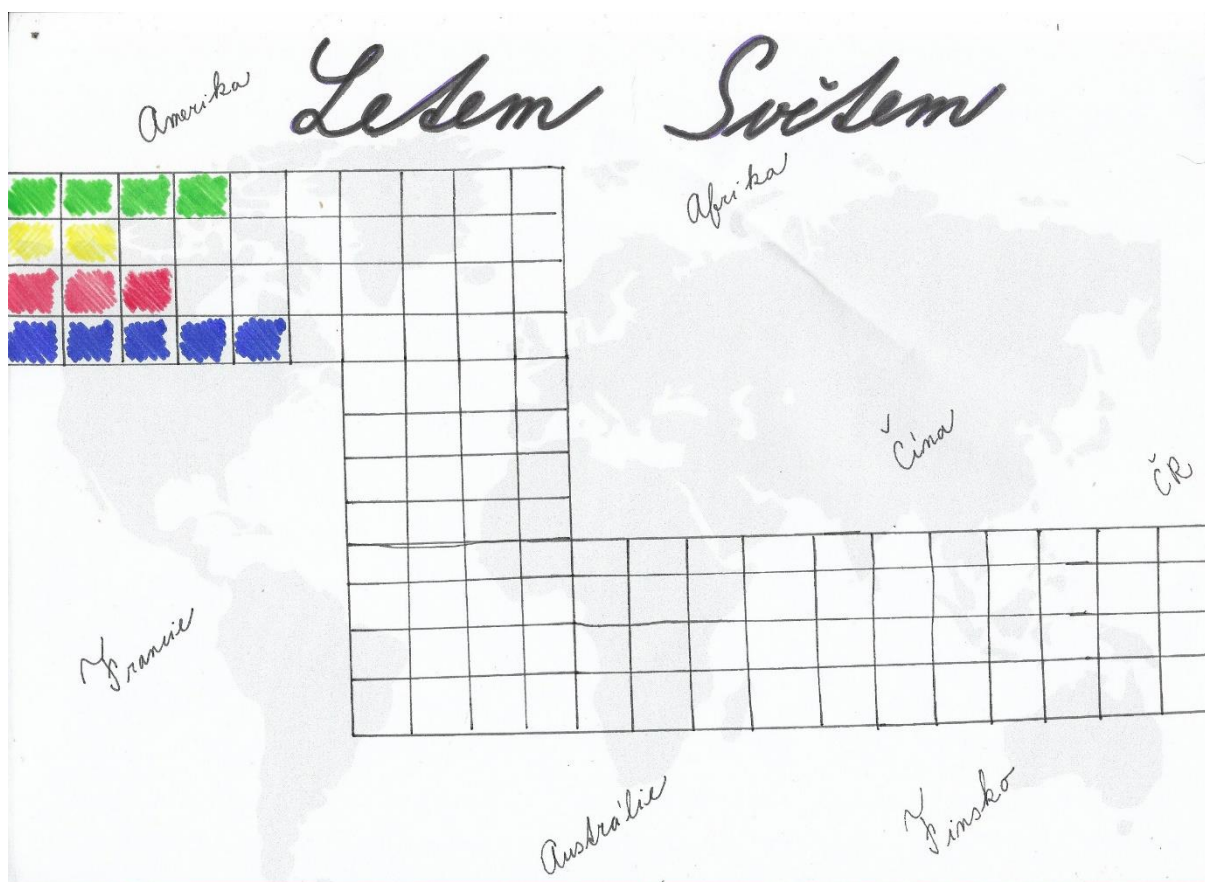 Letem Světem
Amerika
Afrika
Čína
ČR
Francie
Austrálie
Finsko